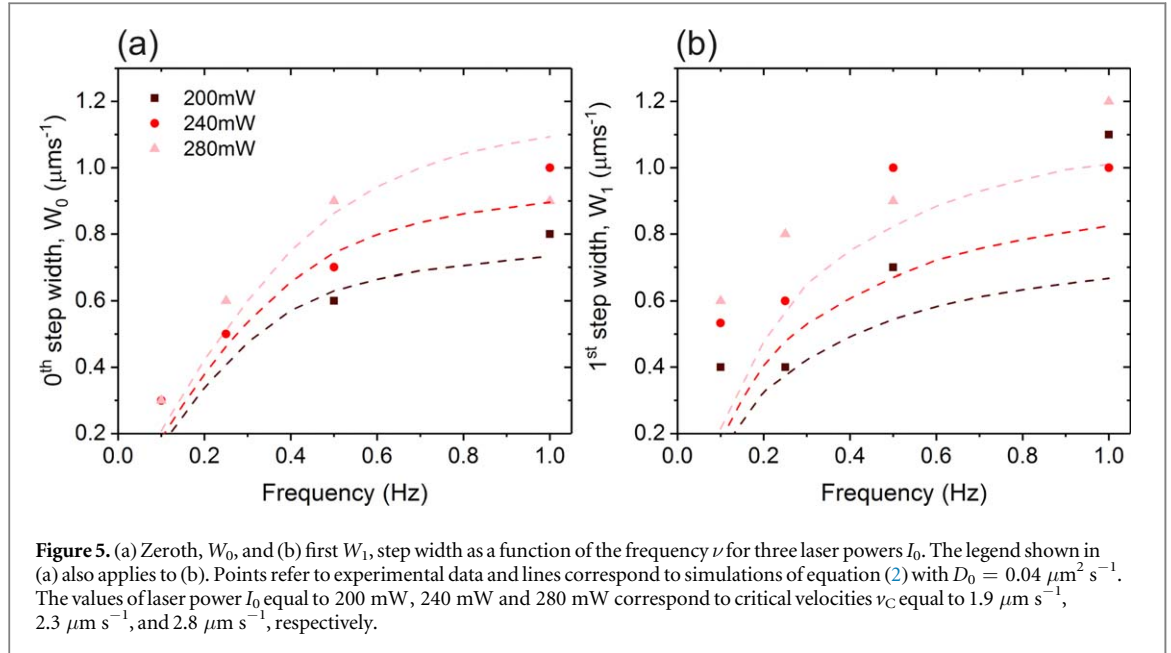 (a)
1.2
1.0
0.8
0.6
0.4
0.2
0.0 0.2 0.4 0.6 0.8 1.0
0th step width, W0 (μms-1)
Frequency (Hz)
200mW
240mW
280mW
(b)
1.2
1.0
0.8
0.6
0.4
0.2
0.0 0.2 0.4 0.6 0.8 1.0
1st step width, W1 (μms-1)
Frequency (Hz)
Figure 5. (a) Zeroth, W0, and (b) first W1, step width as a function of the frequency ν for three laser powers I0. The legend shown in
(a) also applies to (b). Points refer to experimental data and lines correspond to simulations of equation (2) with D0 = 0.04 μm2 s−1.
The values of laser power I0 equal to 200 mW, 240 mW and 280 mW correspond to critical velocities νC equal to 1.9 μm s−1,
2.3 μm s−1, and 2.8 μm s−1, respectively.